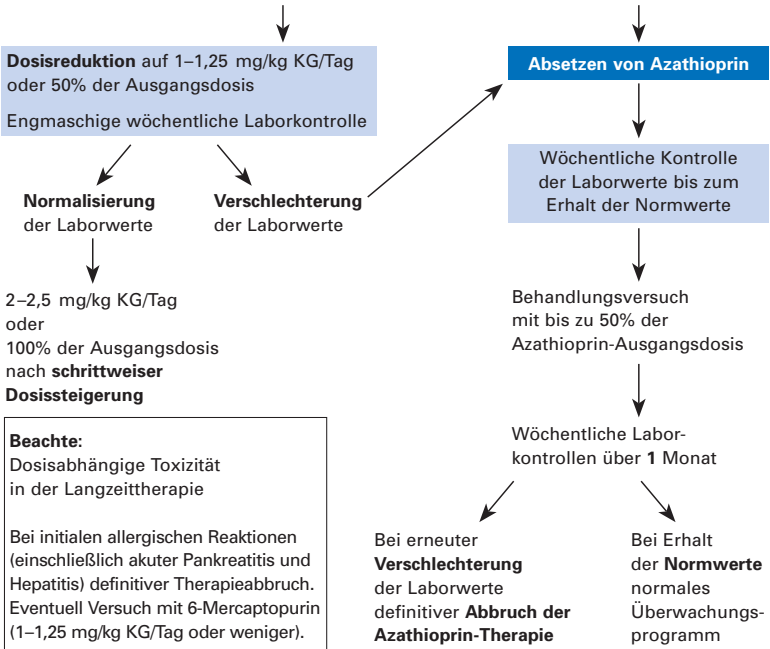 Dosisreduktion auf 1–1,25 mg/kg KG/Tag
oder 50% der Ausgangsdosis
Engmaschige wöchentliche Laborkontrolle
Normalisierung
der Laborwerte
Verschlechterung
der Laborwerte
2–2,5 mg/kg KG/Tag
oder
100% der Ausgangsdosis
nach schrittweiser
Dosissteigerung
Beachte:
Dosisabhängige Toxizität
in der Langzeittherapie
Bei initialen allergischen Reaktionen
(einschließlich akuter Pankreatitis und
Hepatitis) definitiver Therapieabbruch.
Eventuell Versuch mit 6-Mercaptopurin
(1–1,25 mg/kg KG/Tag oder weniger).
Absetzen von Azathioprin
Wöchentliche Kontrolle
der Laborwerte bis zum
Erhalt der Normwerte
Behandlungsversuch
mit bis zu 50% der
Azathioprin-Ausgangsdosis
Wöchentliche Labor-
kontrollen über 1 Monat
Bei erneuter
Verschlechterung
der Laborwerte
definitiver Abbruch der
Azathioprin-Therapie
Bei Erhalt
der Normwerte
normales
Überwachungs-
programm